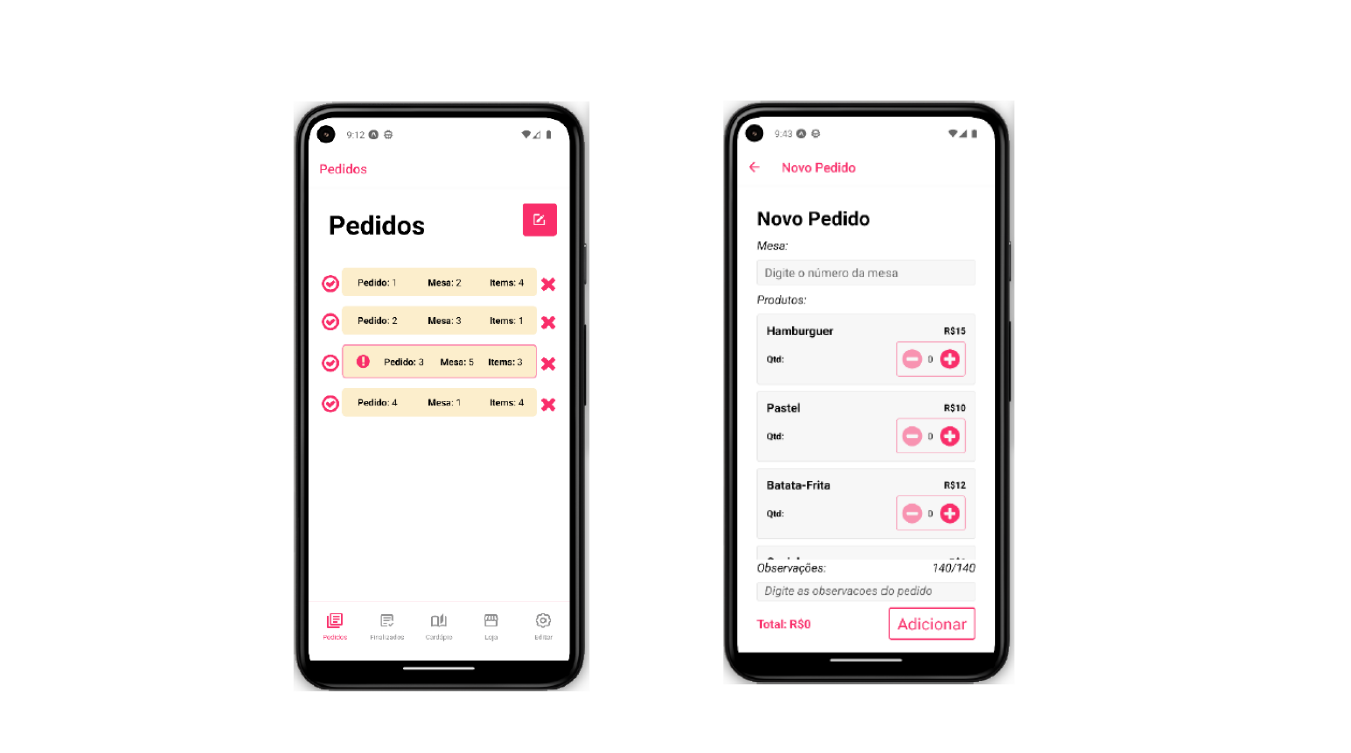 9:12
Pedidos
Pedidos
Pedido: 1 Mesa: 2 Items: 4
Pedido: 2 Mesa: 3 Items: 1
Pedido: 3 Mesa: 5 Items: 3
Pedido: 4 Mesa: 1 Items: 4
Pedidos Finalizados Cardápio Loja Editar
9:43
Novo Pedido
Novo Pedido
Mesa:
Digite o número da mesa
Produtos:
Hamburguer R$15
Qtd: 0
Pastel R$10
Qtd: 0
Batata-Frita R$12
Qtd: 0
Observações: 140/140
Digite as observacoes do pedido
Total: R$0 Adicionar